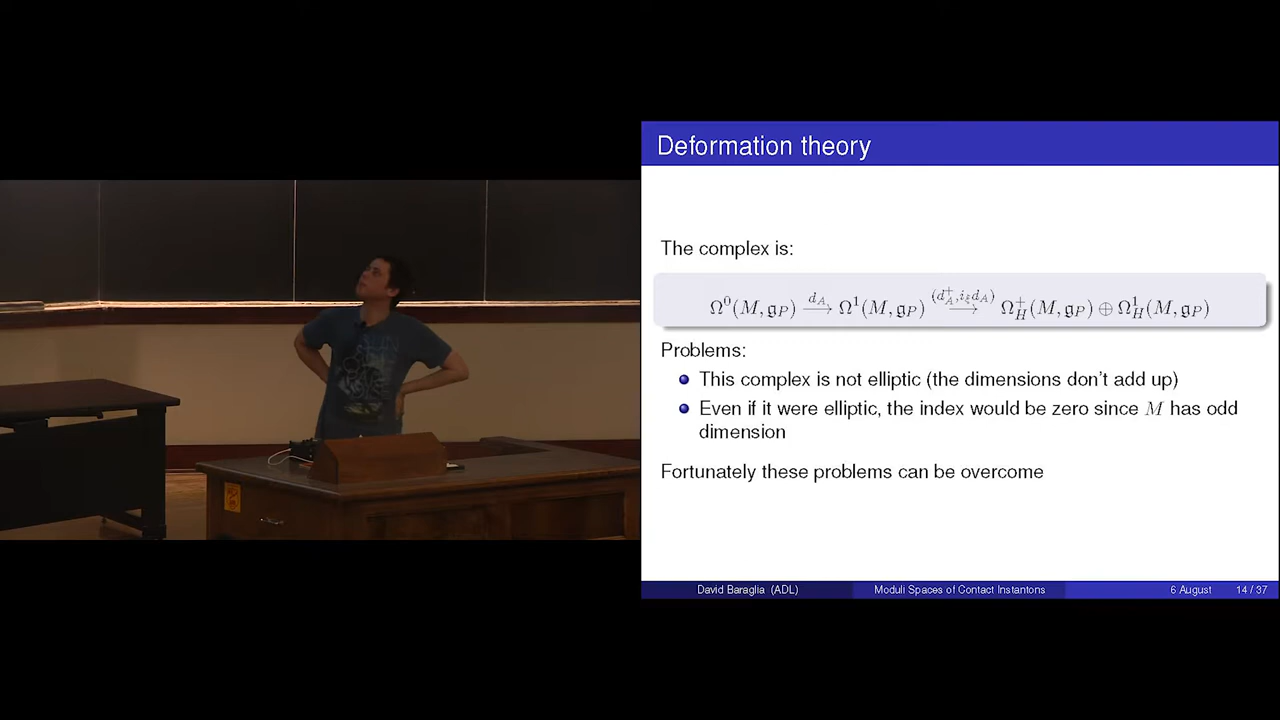 Deformation theory
The complex is:
Ω⁰(M, 𝔤_P) —d_A→ Ω¹(M, 𝔤_P) —(d_A^+, i_ξ d_A)→ Ω_H^+(M, 𝔤_P) ⊕ Ω_H^1(M, 𝔤_P)
Problems:
This complex is not elliptic (the dimensions don't add up)
Even if it were elliptic, the index would be zero since M has odd
dimension
Fortunately these problems can be overcome
David Baraglia (ADL) Moduli Spaces of Contact Instantons 6 August 14 / 37